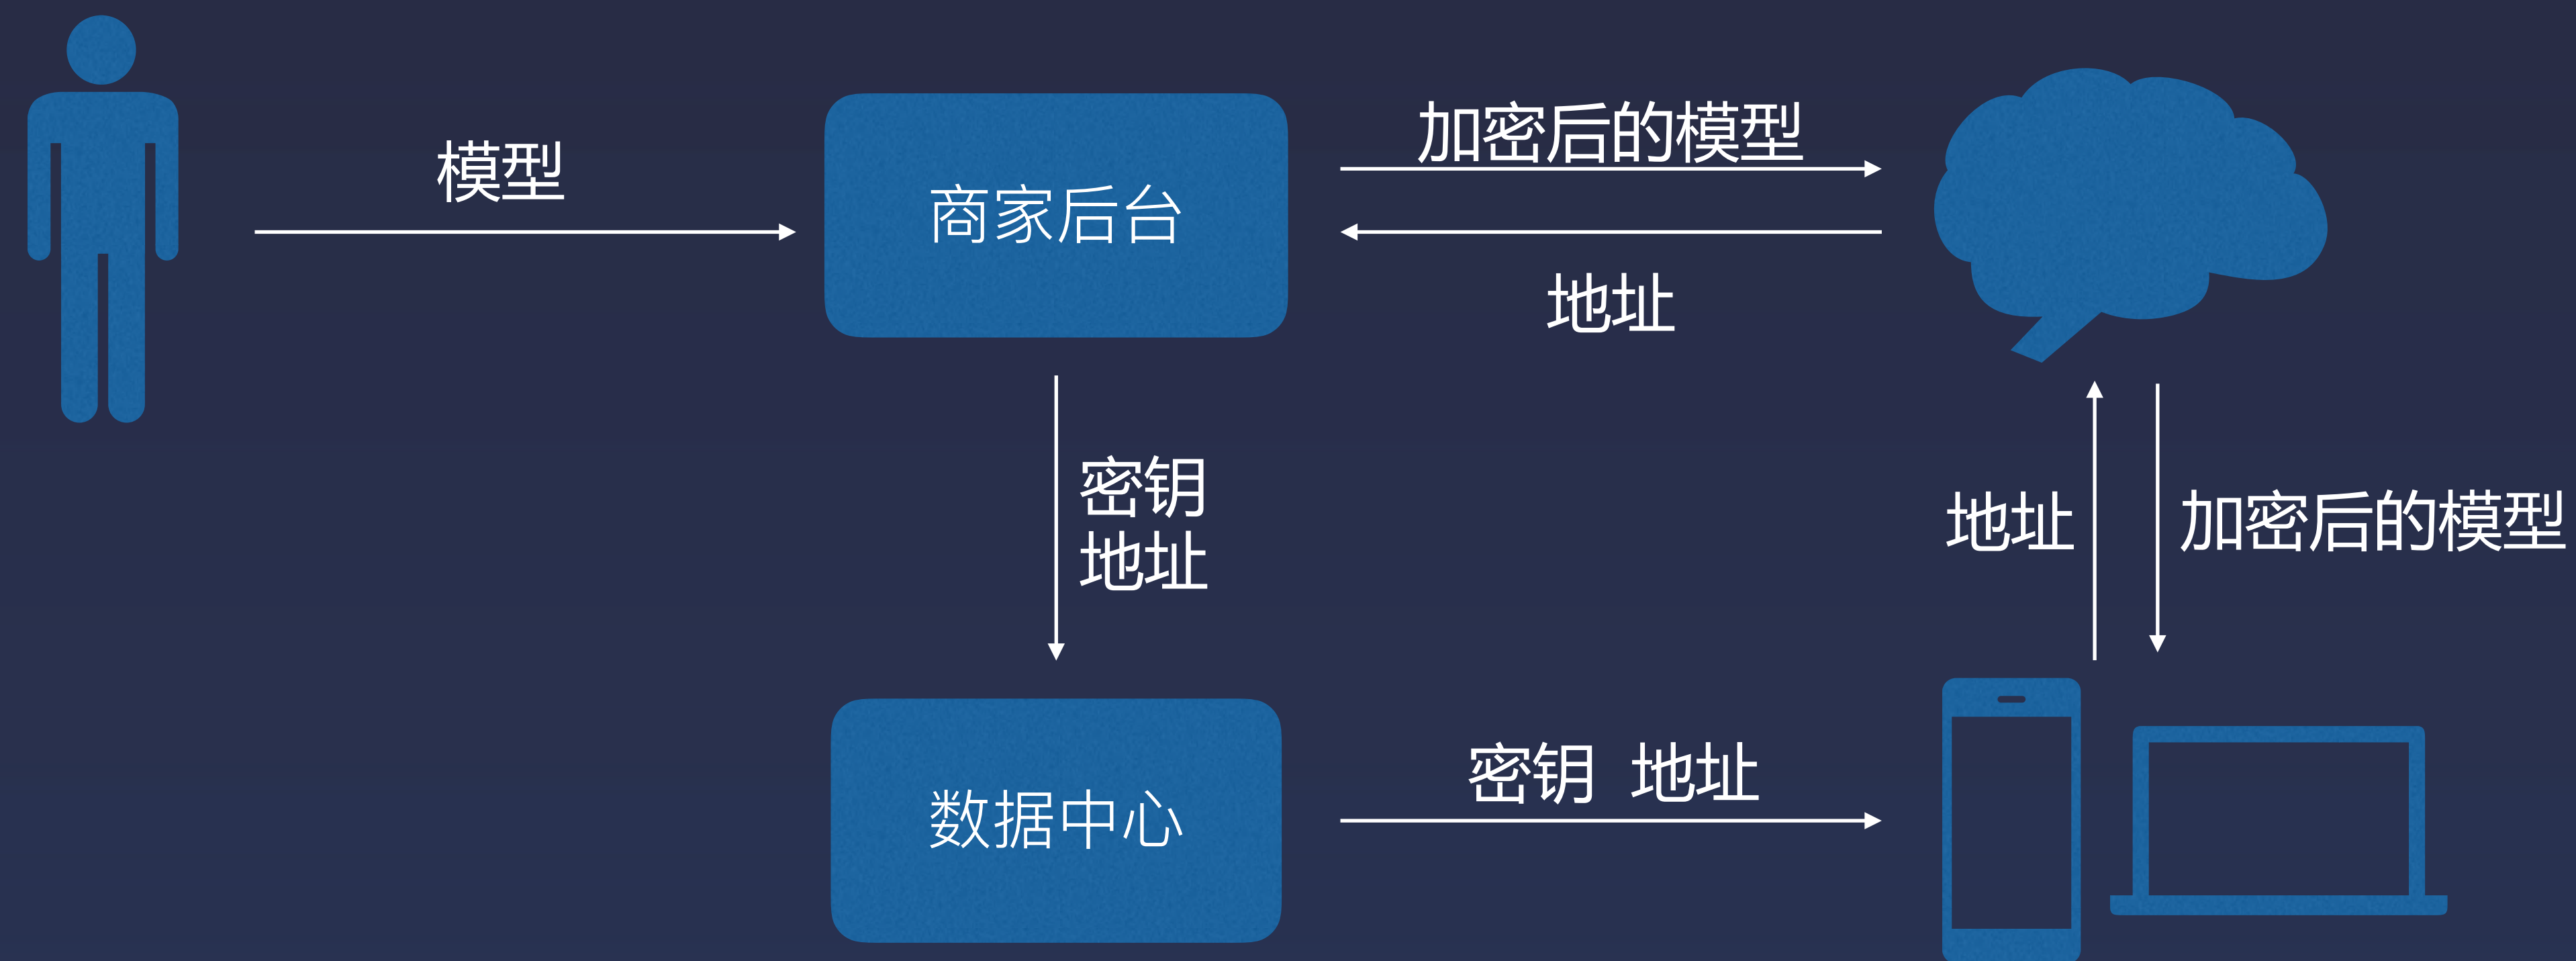 模型
商家后台
加密后的模型
地址
密钥
地址
地址
加密后的模型
数据中心
密钥 地址